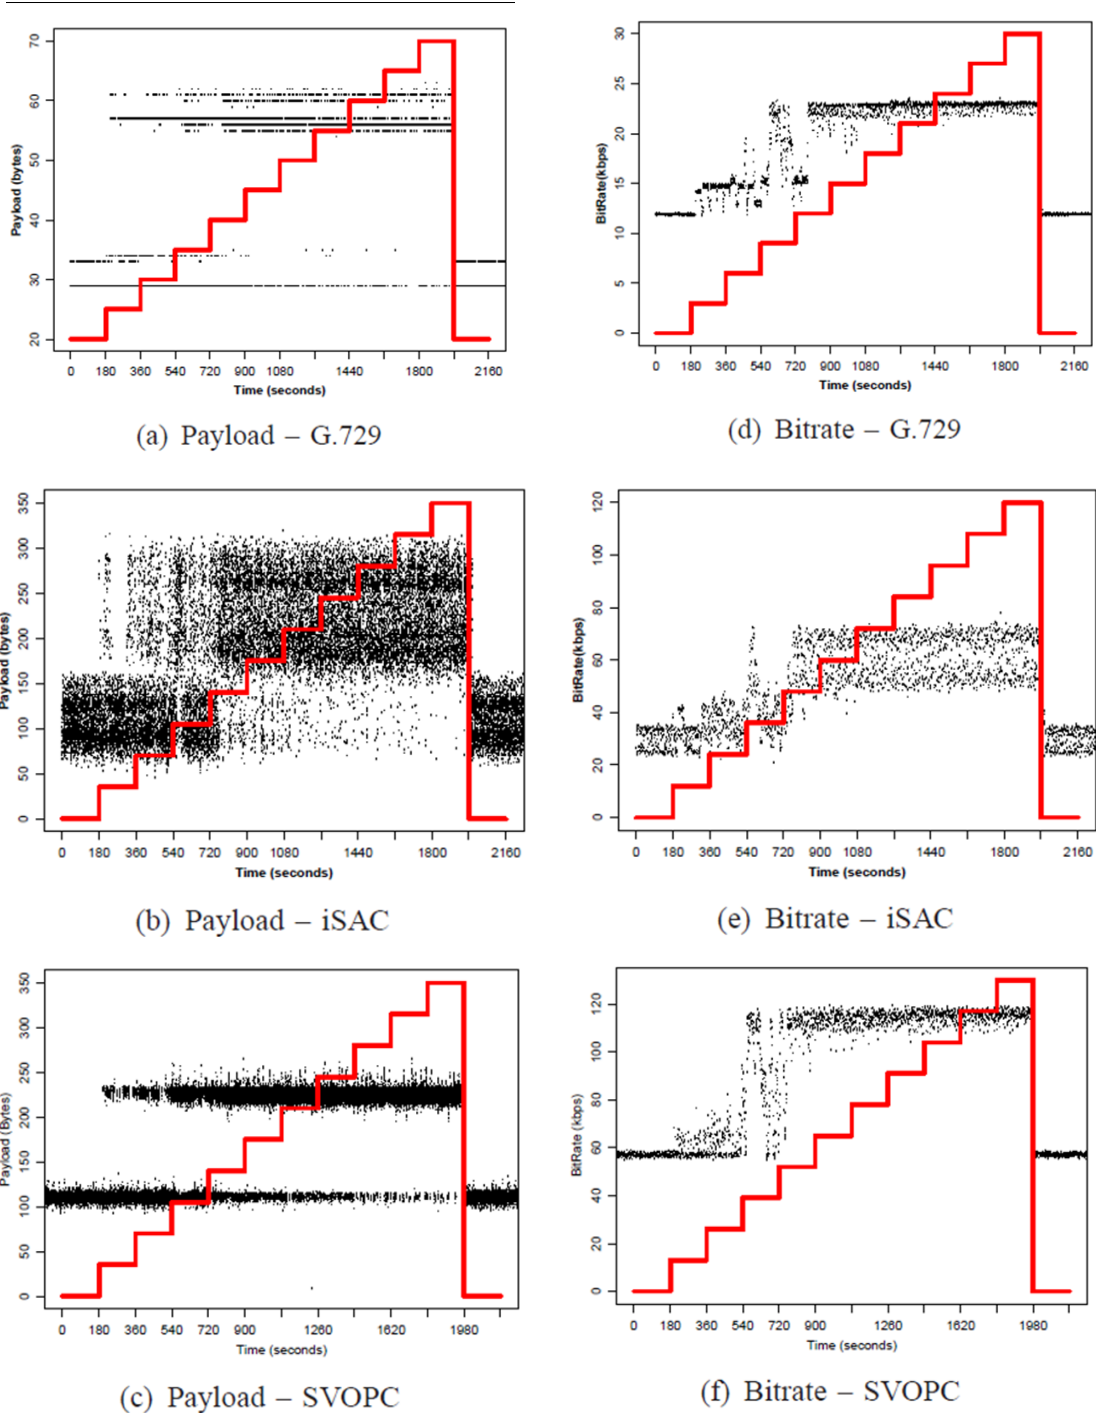 70
60
50
40
30
20
Payload (bytes)
0 180 360 540 720 900 1080 1440 1800 2160
Time (seconds)
(a) Payload – G.729
30
25
20
15
10
5
0
BitRate(kbps)
0 180 360 540 720 900 1080 1440 1800 2160
Time (seconds)
(d) Bitrate – G.729
350
300
250
200
150
100
50
0
Payload (bytes)
0 180 360 540 720 900 1080 1440 1800 2160
Time (seconds)
(b) Payload – iSAC
120
100
80
60
40
20
0
BitRate(kbps)
0 180 360 540 720 900 1080 1440 1800 2160
Time (seconds)
(e) Bitrate – iSAC
350
300
250
200
150
100
50
0
Payload (Bytes)
0 180 360 540 720 900 1260 1620 1980
Time (seconds)
(c) Payload – SVOPC
120
100
80
60
40
20
0
BitRate (kbps)
0 180 360 540 720 900 1260 1620 1980
Time (seconds)
(f) Bitrate – SVOPC